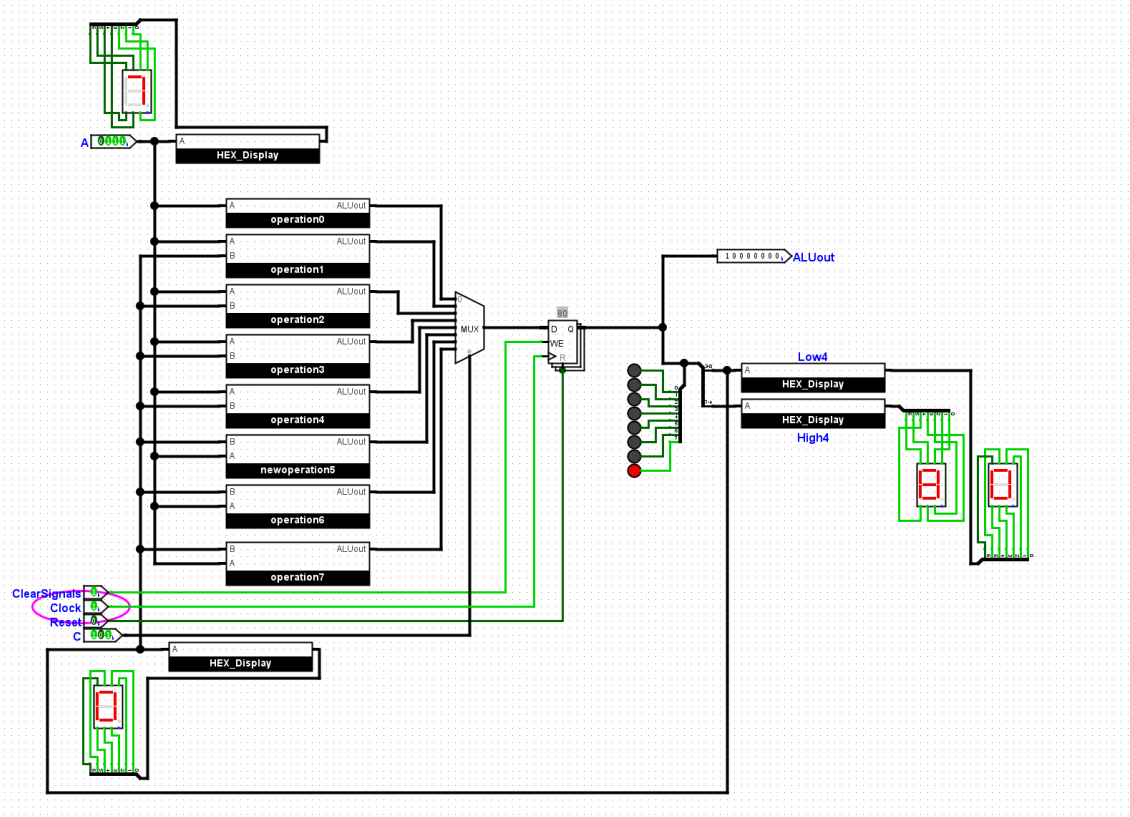 A
A
HEX_Display
A ALUout
operation0
A ALUout
B
operation1
A ALUout
B
operation2
A ALUout
B
operation3
A ALUout
B
operation4
B ALUout
A
newoperation5
B ALUout
A
operation6
B ALUout
A
operation7
MUX
80
D Q
WE
R
10000000
ALUout
Low4
A
HEX_Display
A
HEX_Display
High4
ClearSignals
Clock
Reset
C
A
HEX_Display